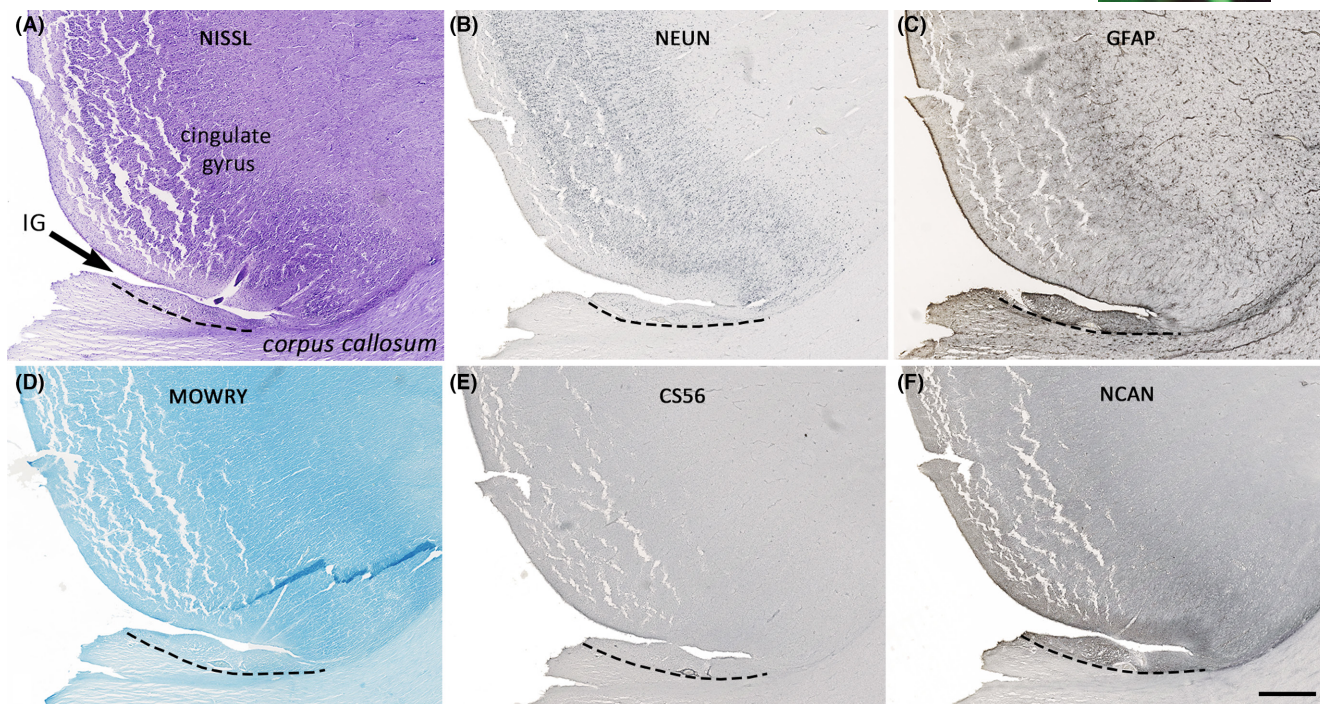 (A)
NISSL
cingulate
gyrus
IG
corpus callosum
(B)
NEUN
(C)
GFAP
(D)
MOWRY
(E)
CS56
(F)
NCAN